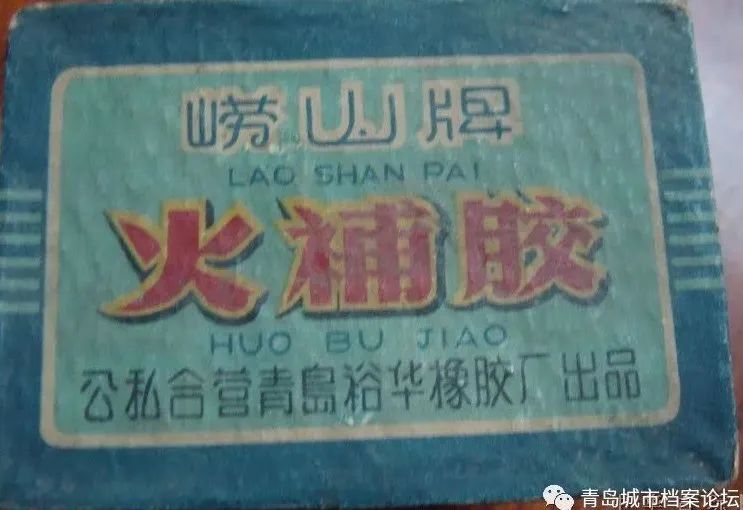 崂山牌
LAO SHAN PAI
火補胶
HUO BU JIAO
公私合营青島裕华橡胶厂出品
青岛城市档案论坛